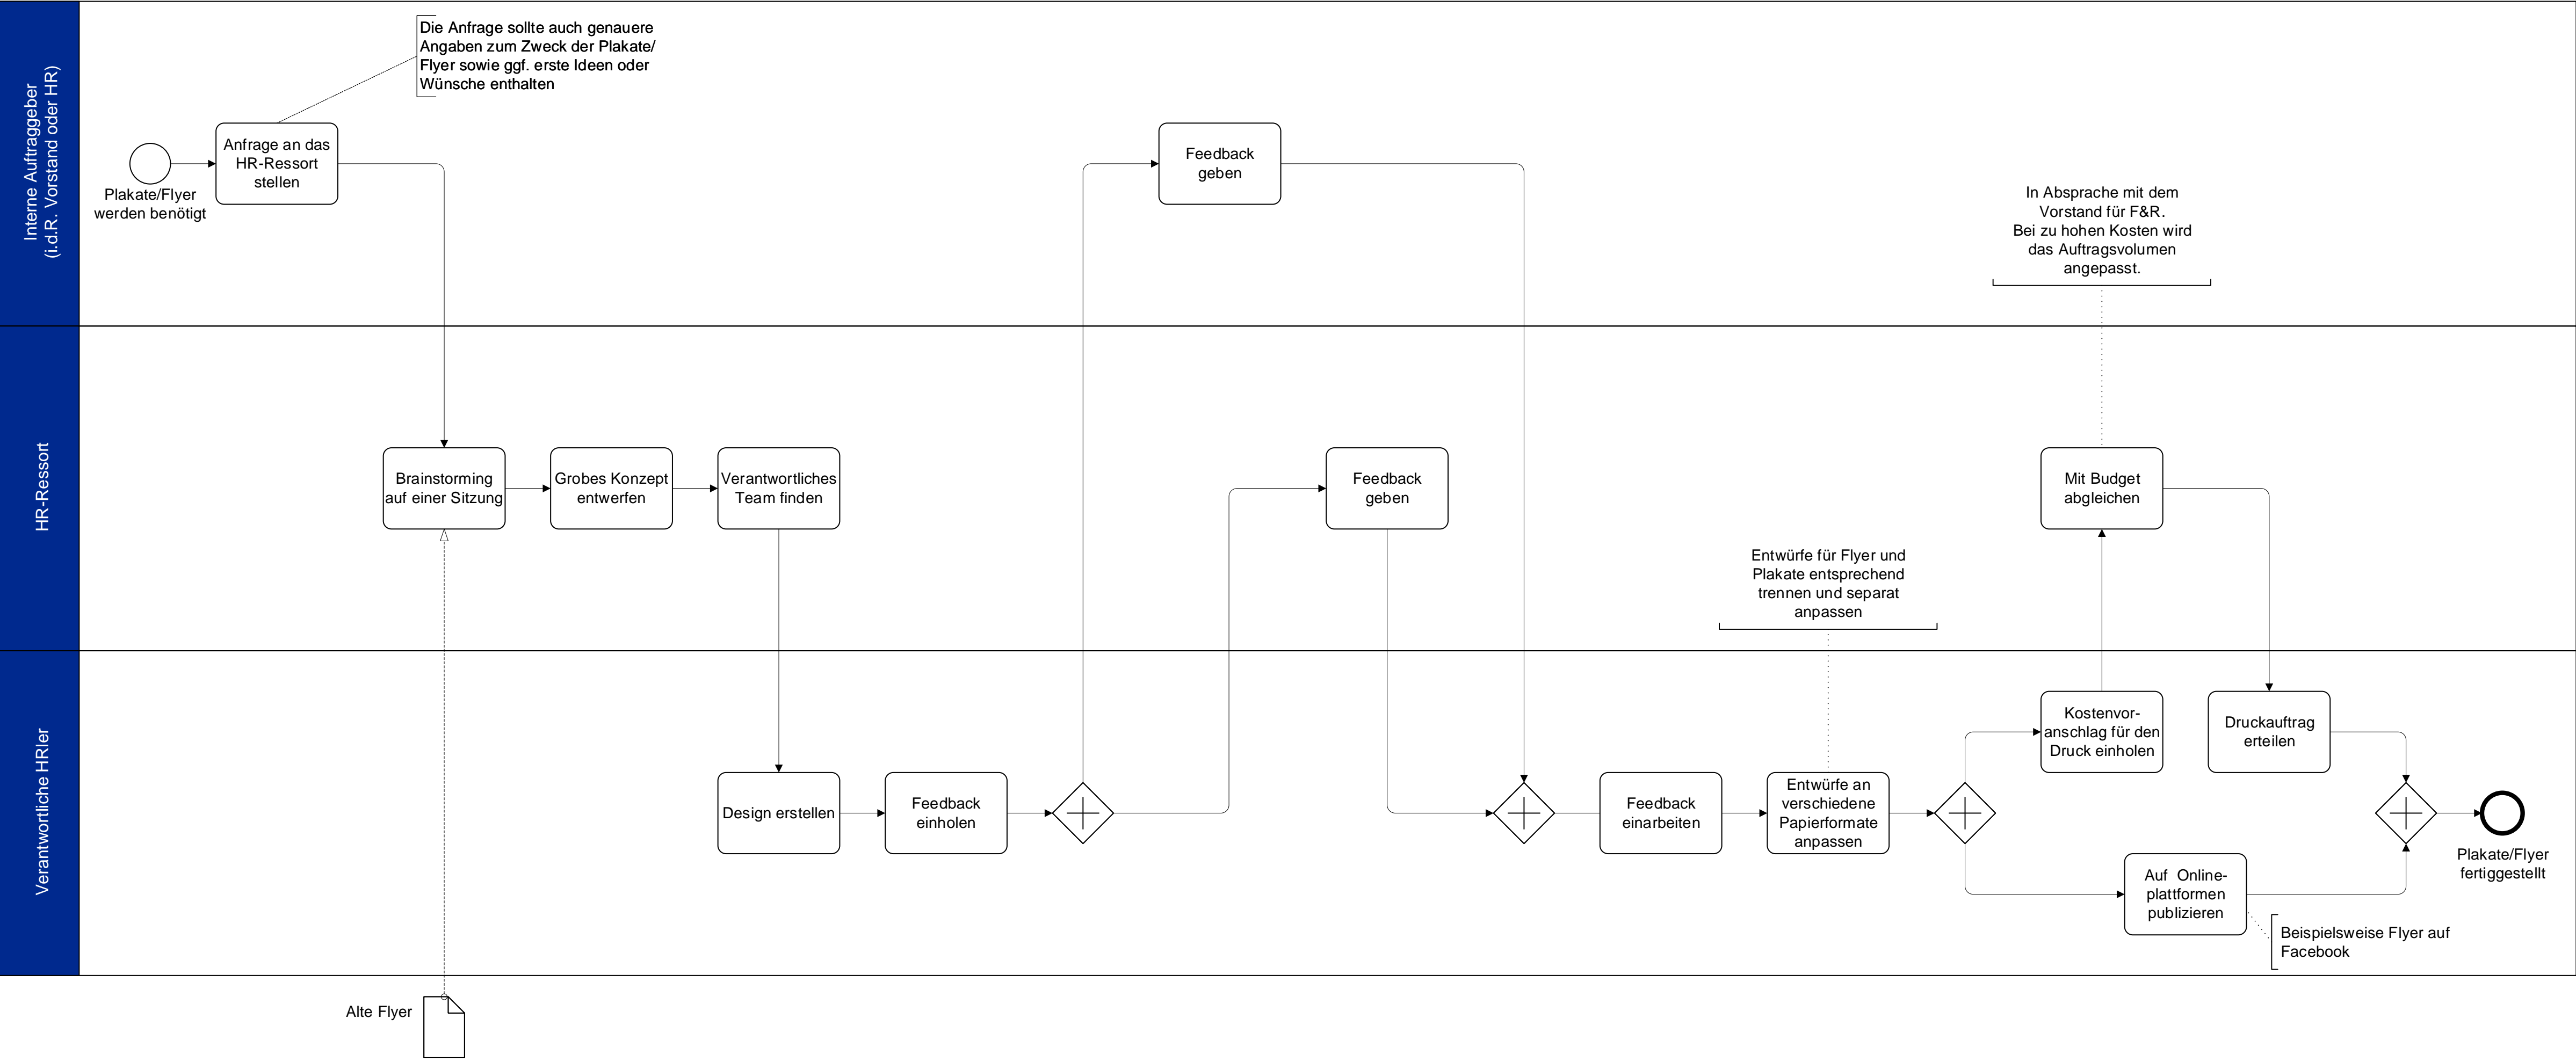 Interne Auftraggeber
(i.d.R. Vorstand oder HR)
Die Anfrage sollte auch genauere
Angaben zum Zweck der Plakate/
Flyer sowie ggf. erste Ideen oder
Wünsche enthalten
Plakate/Flyer
werden benötigt
Anfrage an das
HR-Ressort
stellen
Feedback
geben
In Absprache mit dem
Vorstand für F&R.
Bei zu hohen Kosten wird
das Auftragsvolumen
angepasst.
HR-Ressort
Brainstorming
auf einer Sitzung
Grobes Konzept
entwerfen
Verantwortliches
Team finden
Feedback
geben
Mit Budget
abgleichen
Entwürfe für Flyer und
Plakate entsprechend
trennen und separat
anpassen
Verantwortliche HRler
Design erstellen
Feedback
einholen
Feedback
einarbeiten
Entwürfe an
verschiedene
Papierformate
anpassen
Kostenvor-
anschlag für den
Druck einholen
Druckauftrag
erteilen
Auf Online-
plattformen
publizieren
Plakate/Flyer
fertiggestellt
Beispielsweise Flyer auf
Facebook
Alte Flyer